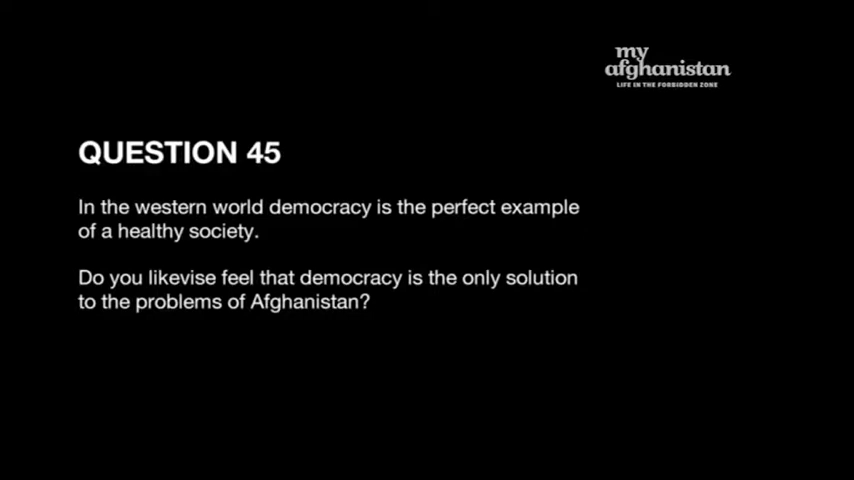 my
afghanistan
LIFE IN THE FORBIDDEN ZONE
QUESTION 45
In the western world democracy is the perfect example
of a healthy society.
Do you likevise feel that democracy is the only solution
to the problems of Afghanistan?